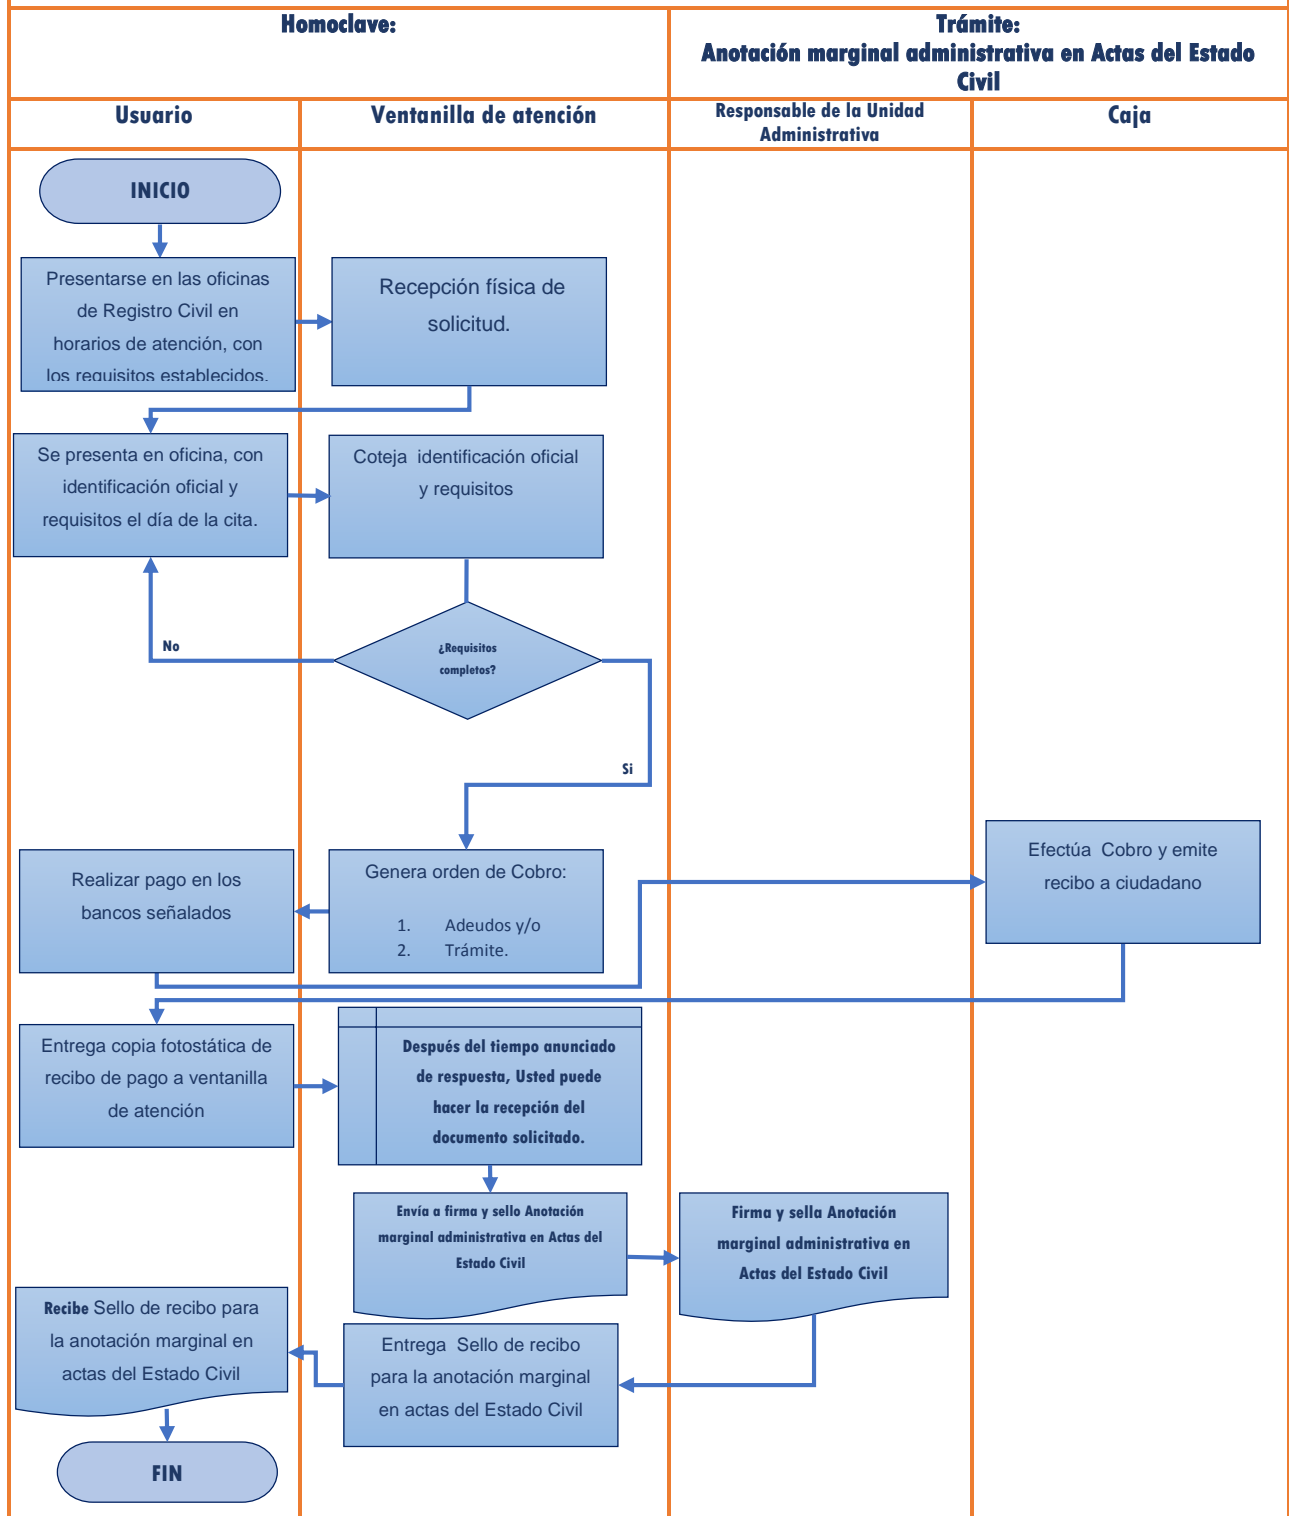 Homoclave:
Trámite:
Anotación marginal administrativa en Actas del Estado
Civil
Usuario
Ventanilla de atención
Responsable de la Unidad
Administrativa
Caja
INICIO
Presentarse en las oficinas
de Registro Civil en
horarios de atención, con
los requisitos establecidos.
Recepción física de
solicitud.
Se presenta en oficina, con
identificación oficial y
requisitos el día de la cita.
Coteja identificación oficial
y requisitos
¿Requisitos
completos?
No
Si
Efectúa Cobro y emite
recibo a ciudadano
Genera orden de Cobro:
1. Adeudos y/o
2. Trámite.
Realizar pago en los
bancos señalados
Entrega copia fotostática de
recibo de pago a ventanilla
de atención
Después del tiempo anunciado
de respuesta, Usted puede
hacer la recepción del
documento solicitado.
Envía a firma y sello Anotación
marginal administrativa en Actas del
Estado Civil
Firma y sella Anotación
marginal administrativa en
Actas del Estado Civil
Entrega Sello de recibo
para la anotación marginal
en actas del Estado Civil
Recibe Sello de recibo para
la anotación marginal en
actas del Estado Civil
FIN